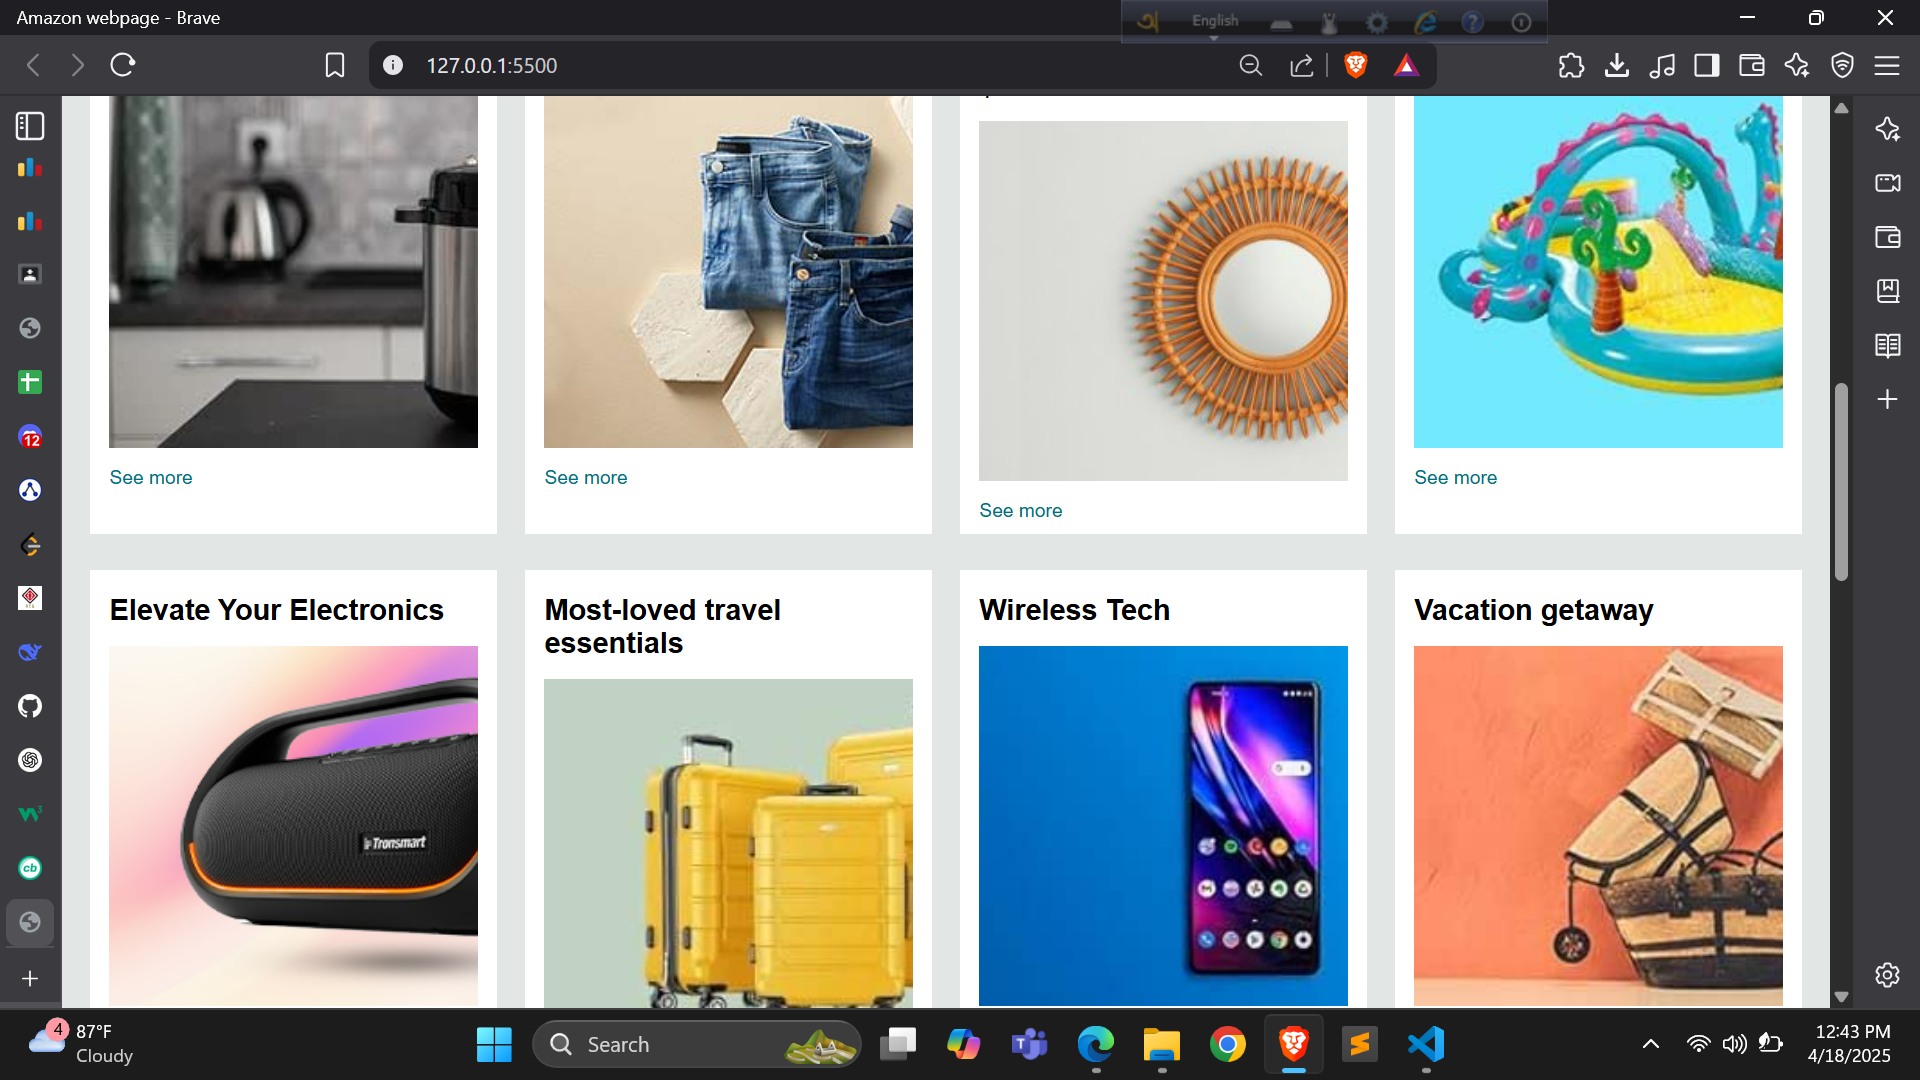 Amazon webpage - Brave
English
127.0.0.1:5500
See more
See more
See more
See more
Elevate Your Electronics
Most-loved travel
essentials
Wireless Tech
Vacation getaway
Tronsmart
12
cb
4
87°F
Cloudy
Search
12:43 PM
4/18/2025